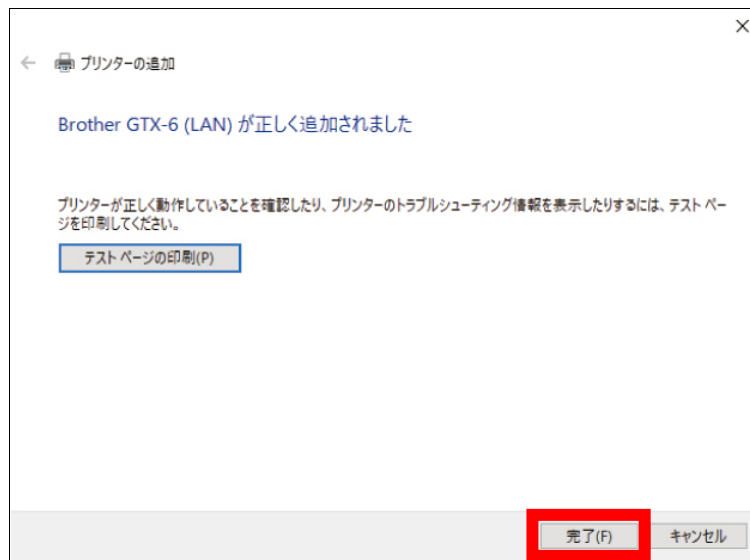 プリンターの追加
Brother GTX-6 (LAN) が正しく追加されました
プリンターが正しく動作していることを確認したり、プリンターのトラブルシューティング情報を表示したりするには、テスト ペー
ジを印刷してください。
テスト ページの印刷(P)
完了(F)
キャンセル